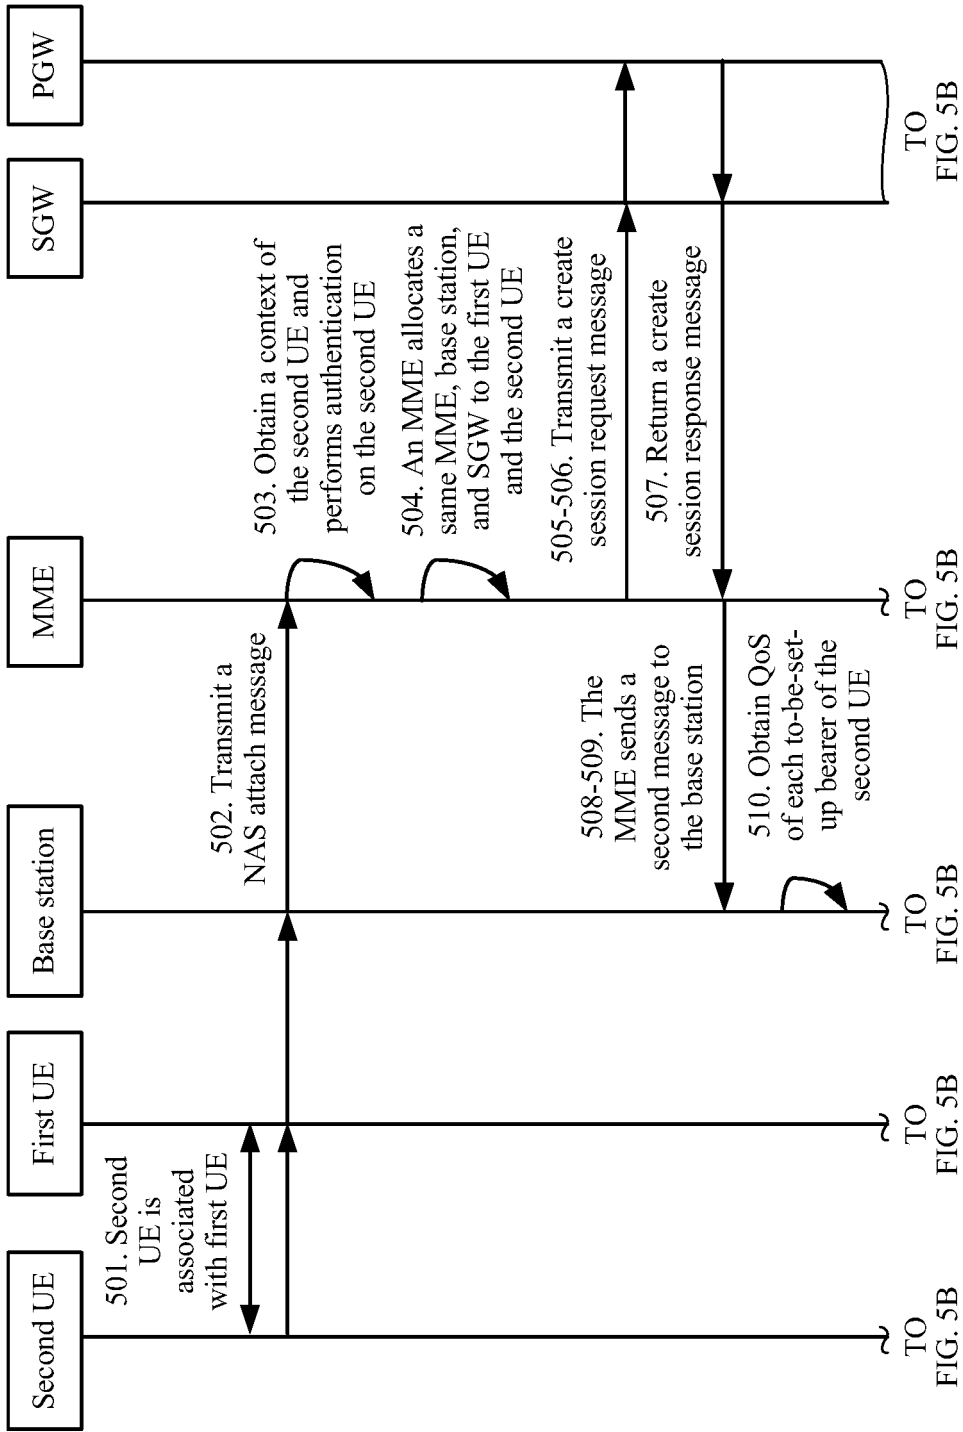 Second UE
First UE
Base station
MME
SGW
PGW
501. Second
UE is
associated
with first UE
502. Transmit a
NAS attach message
503. Obtain a context of
the second UE and
performs authentication
on the second UE
504. An MME allocates a
same MME, base station,
and SGW to the first UE
and the second UE
505-506. Transmit a create
session request message
507. Return a create
session response message
508-509. The
MME sends a
second message to
the base station
510. Obtain QoS
of each to-be-set-
up bearer of the
second UE
TO
FIG. 5B
TO
FIG. 5B
TO
FIG. 5B
TO
FIG. 5B
TO
FIG. 5B